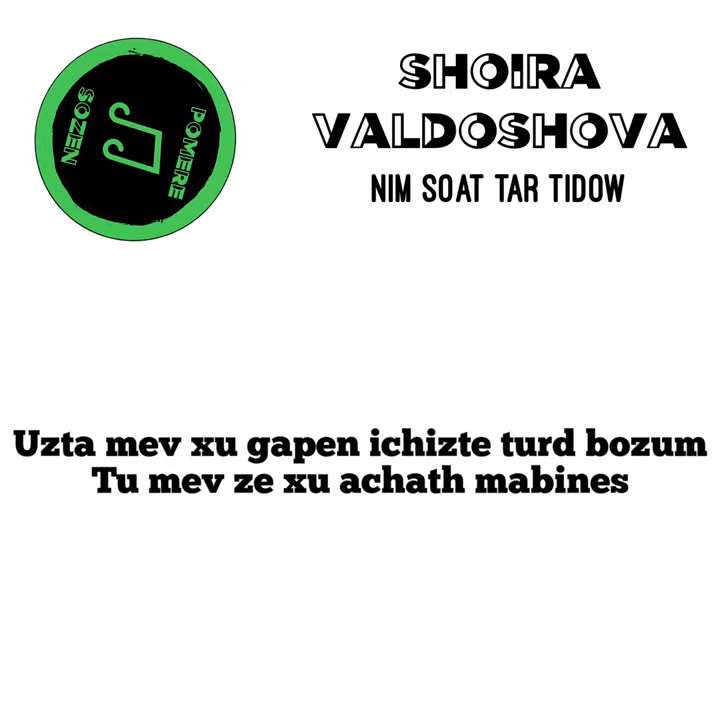 SOZEN
POMERE
SHOIRA
VALDOSHOVA
NIM SOAT TAR TIDOW
Uzta mev xu gapen ichizte turd bozum
Tu mev ze xu achath mabines